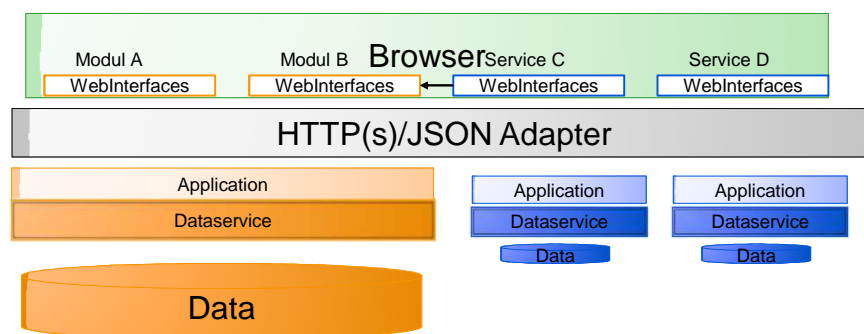 Browser
Modul A Modul B Service C Service D
WebInterfaces WebInterfaces WebInterfaces WebInterfaces
HTTP(s)/JSON Adapter
Application Application Application
Dataservice Dataservice Dataservice
Data Data
Data